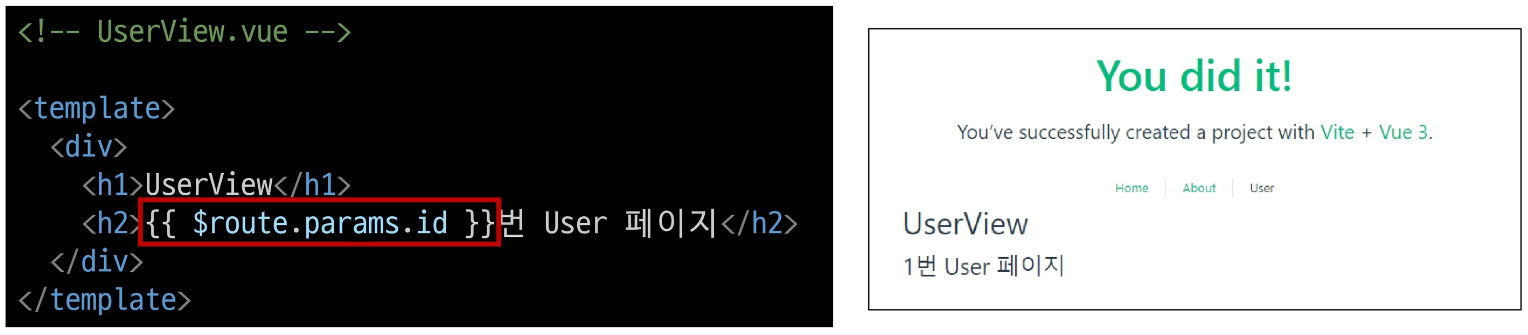 <!-- UserView.vue -->
<template>
<div>
<h1>UserView</h1>
<h2>{{ $route.params.id }}번 User 페이지</h2>
</div>
</template>
You did it!
You’ve successfully created a project with Vite + Vue 3.
Home About User
UserView
1번 User 페이지